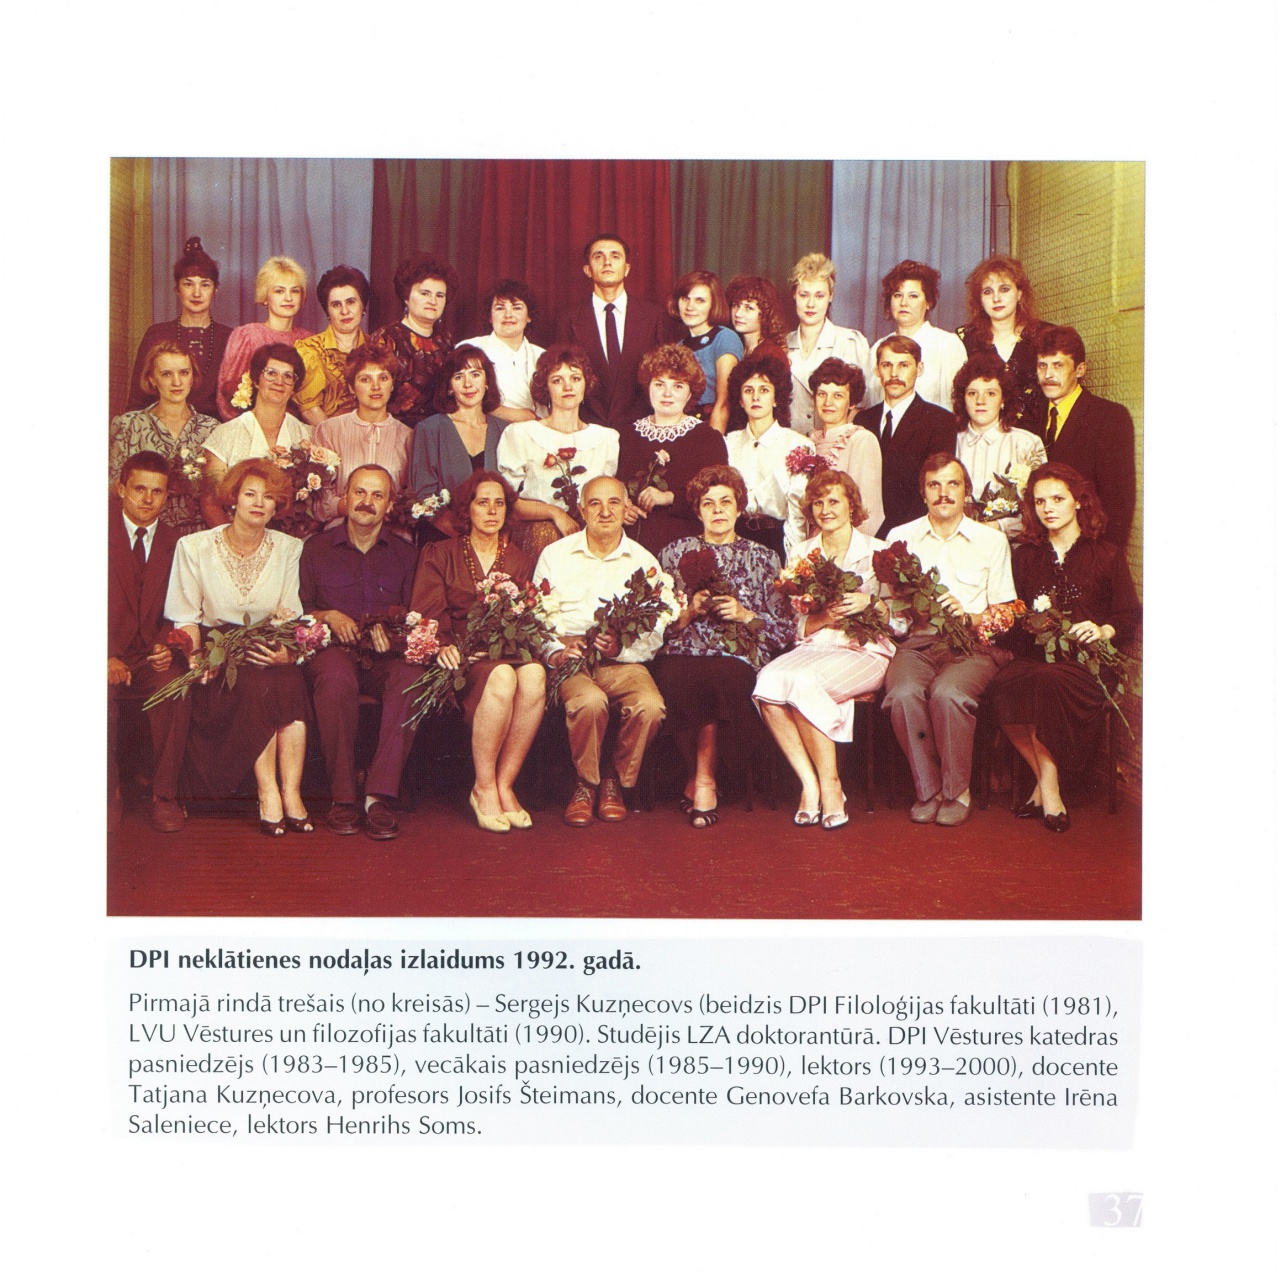 DPI neklātienes nodaļas izlaidums 1992. gadā.
Pirmajā rindā trešais (no kreisās) – Sergejs Kuzņecovs (beidzis DPI Filoloģijas fakultāti (1981),
LVU Vēstures un filozofijas fakultāti (1990). Studējis LZA doktorantūrā. DPI Vēstures katedras
pasniedzējs (1983–1985), vecākais pasniedzējs (1985–1990), lektors (1993–2000), docente
Tatjana Kuzņecova, profesors Josifs Šteimans, docente Genovefa Barkovska, asistente Irēna
Saleniece, lektors Henrihs Soms.
37